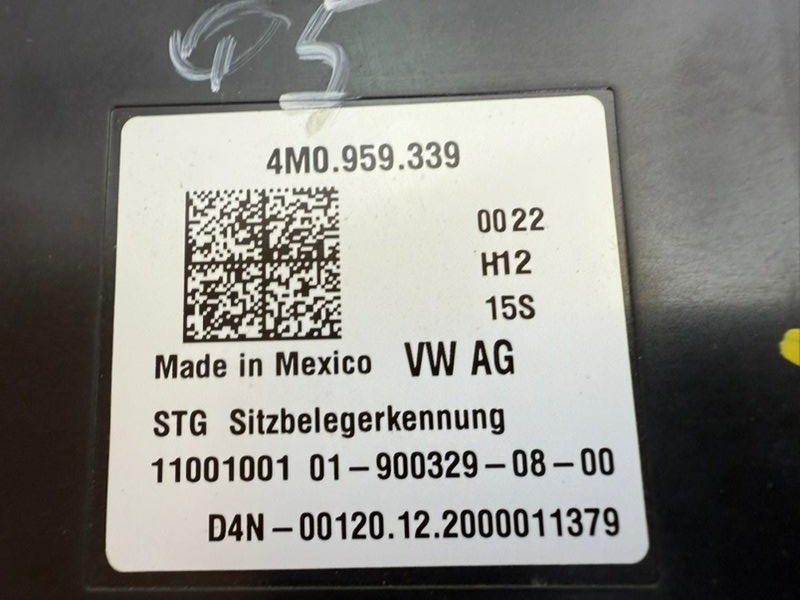 95
4M0.959.339
0022
H12
15S
Made in Mexico VW AG
STG Sitzbelegerkennung
11001001 01-900329-08-00
D4N-00120.12.2000011379